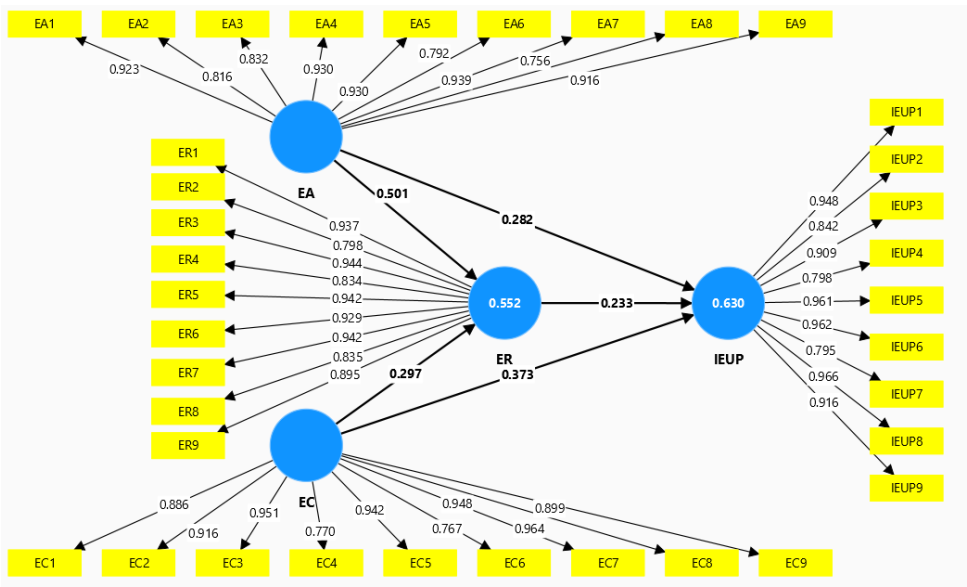 EA1 EA2 EA3 EA4 EA5 EA6 EA7 EA8 EA9
0.923 0.816 0.832 0.930 0.930 0.792 0.939 0.756 0.916
EA
ER1
ER2
ER3
ER4
ER5
ER6
ER7
ER8
ER9
0.937
0.798
0.944
0.834
0.942
0.929
0.942
0.835
0.895
0.501
0.282
0.552
ER
0.233
0.297
0.373
0.630
IEUP
0.948
0.842
0.909
0.798
0.961
0.962
0.795
0.966
0.916
IEUP1
IEUP2
IEUP3
IEUP4
IEUP5
IEUP6
IEUP7
IEUP8
IEUP9
EC
0.886 0.916 0.951 0.770 0.942 0.767 0.948 0.964 0.899
EC1 EC2 EC3 EC4 EC5 EC6 EC7 EC8 EC9